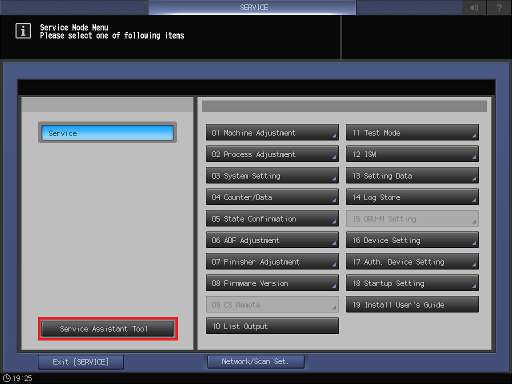 SERVICE
?
i
Service Mode Menu
Please select one of following items
Service
01 Machine Adjustment
02 Process Adjustment
03 System Setting
04 Counter/Data
05 State Confirmation
06 ADF Adjustment
07 Finisher Adjustment
08 Firmware Version
09 CS Remote
10 List Output
11 Test Mode
12 ISW
13 Setting Data
14 Log Store
15 ORU-M Setting
16 Device Setting
17 Auth. Device Setting
18 Startup Setting
19 Install User's Guide
Service Assistant Tool
Exit [SERVICE]
Network/Scan Set.
19:25